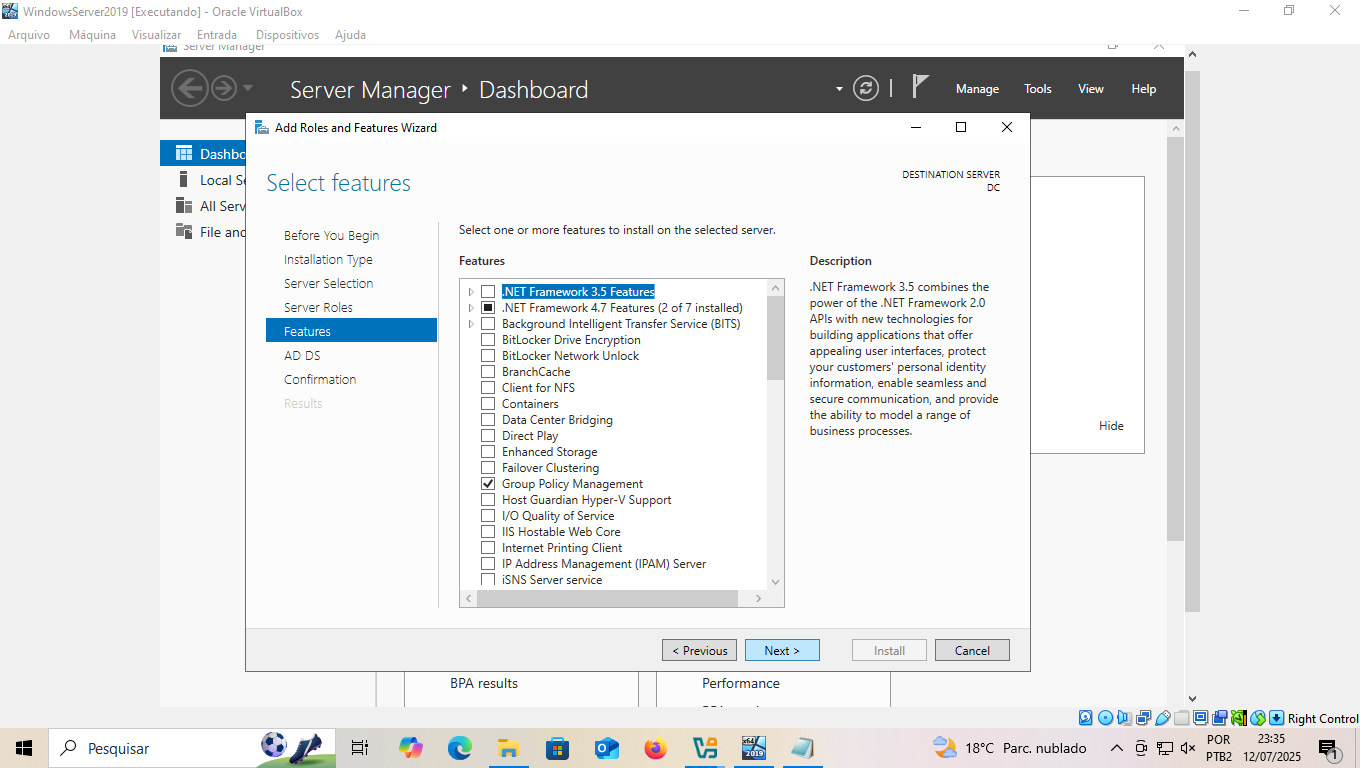 WindowsServer2019 [Executando] - Oracle VirtualBox
Arquivo Máquina Visualizar Entrada Dispositivos Ajuda
Server Manager
Server Manager Dashboard
Manage Tools View Help
Dashbo
Local Se
All Serv
File and
Add Roles and Features Wizard
Select features
DESTINATION SERVER
DC
Before You Begin
Installation Type
Server Selection
Server Roles
Features
AD DS
Confirmation
Results
Select one or more features to install on the selected server.
Features
.NET Framework 3.5 Features
.NET Framework 4.7 Features (2 of 7 installed)
Background Intelligent Transfer Service (BITS)
BitLocker Drive Encryption
BitLocker Network Unlock
BranchCache
Client for NFS
Containers
Data Center Bridging
Direct Play
Enhanced Storage
Failover Clustering
Group Policy Management
Host Guardian Hyper-V Support
I/O Quality of Service
IIS Hostable Web Core
Internet Printing Client
IP Address Management (IPAM) Server
iSNS Server service
Description
.NET Framework 3.5 combines the
power of the .NET Framework 2.0
APIs with new technologies for
building applications that offer
appealing user interfaces, protect
your customers' personal identity
information, enable seamless and
secure communication, and provide
the ability to model a range of
business processes.
Hide
< Previous Next > Install Cancel
BPA results
Performance
Right Control
Pesquisar
x64
2019
18°C Parc. nublado
POR
PTB2
23:35
12/07/2025
1